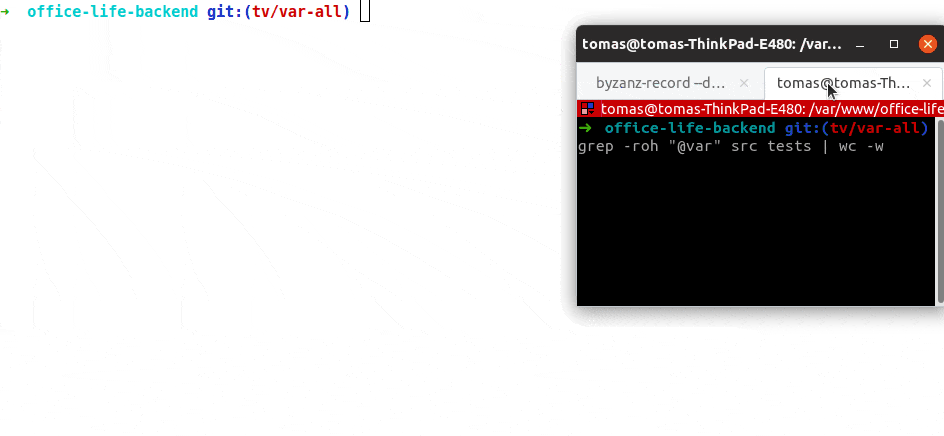 ➜ office-life-backend git:(tv/var-all)
tomas@tomas-ThinkPad-E480: /var...
byzanz-record --d...
tomas@tomas-Th...
tomas@tomas-ThinkPad-E480: /var/www/office-life
➜ office-life-backend git:(tv/var-all)
grep -roh "@var" src tests | wc -w